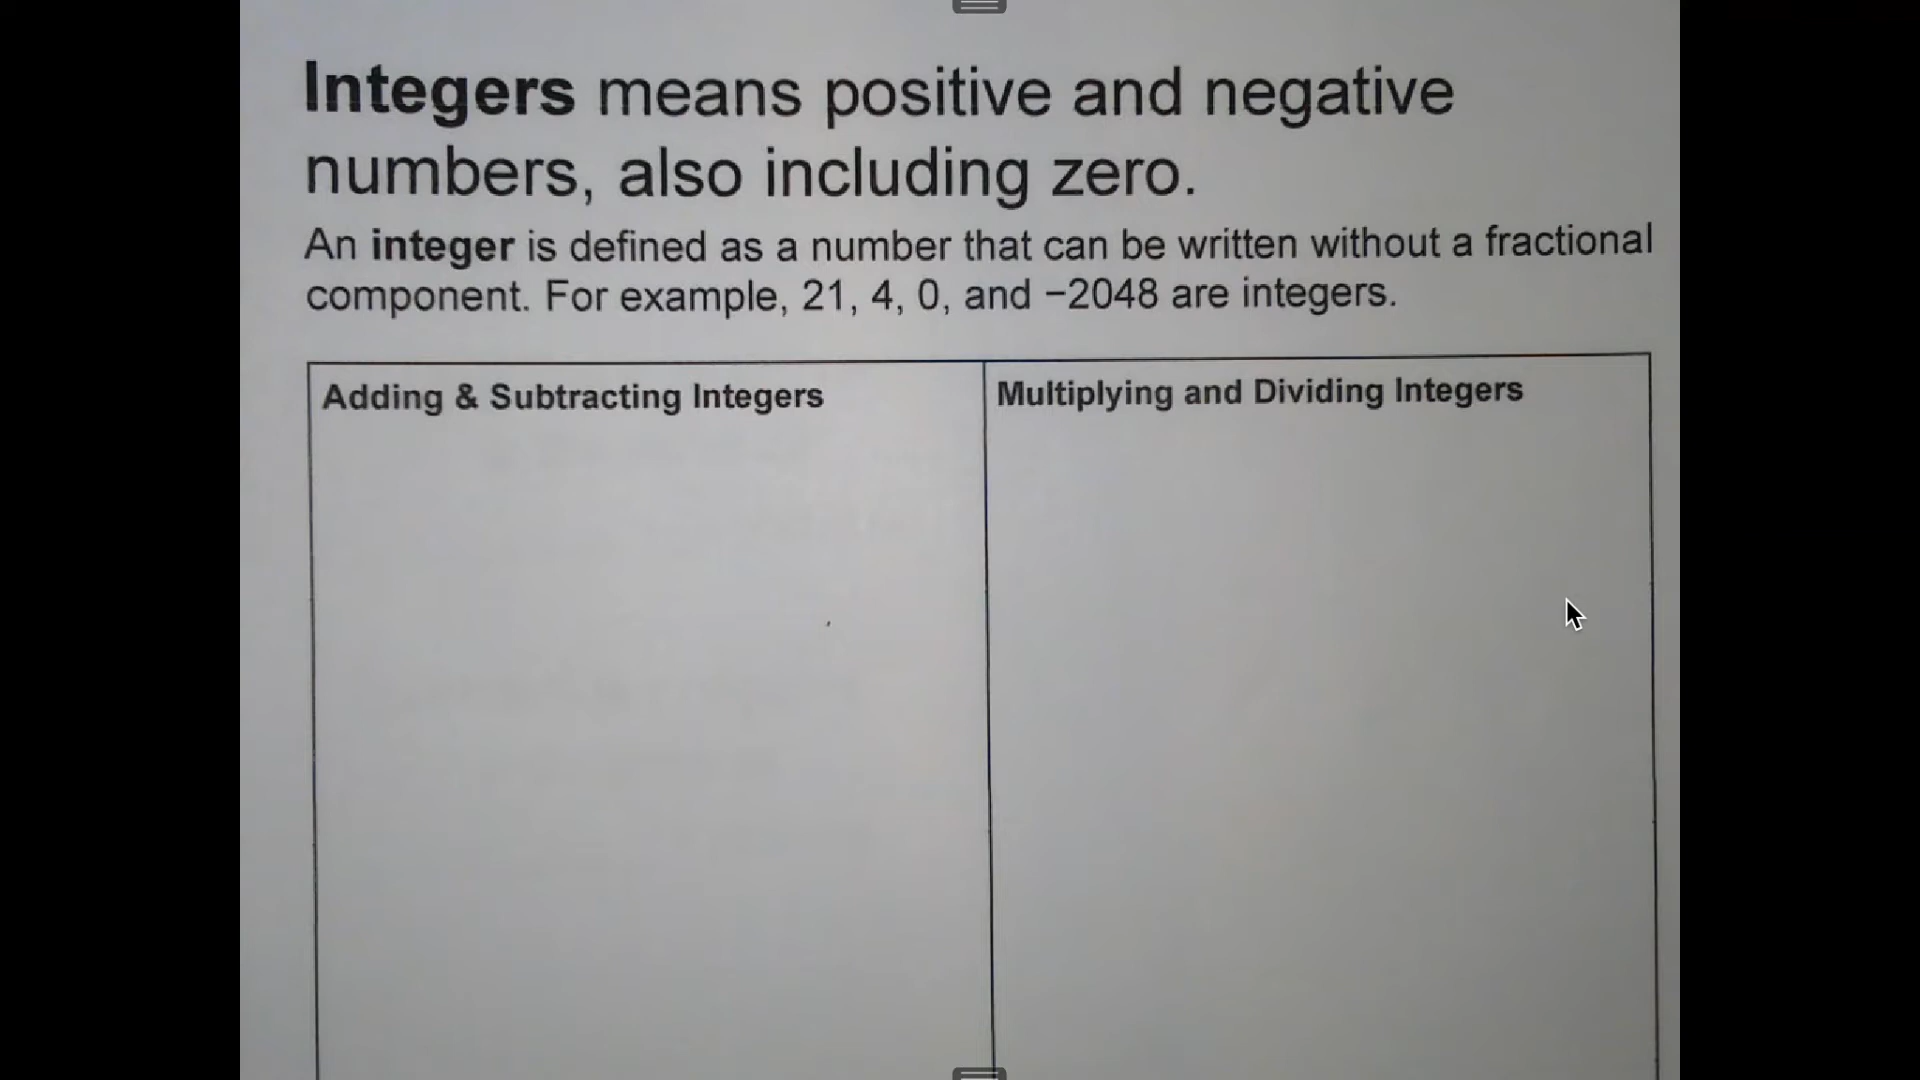 Integers means positive and negative
numbers, also including zero.
An integer is defined as a number that can be written without a fractional
component. For example, 21, 4, 0, and −2048 are integers.
Adding & Subtracting Integers
Multiplying and Dividing Integers